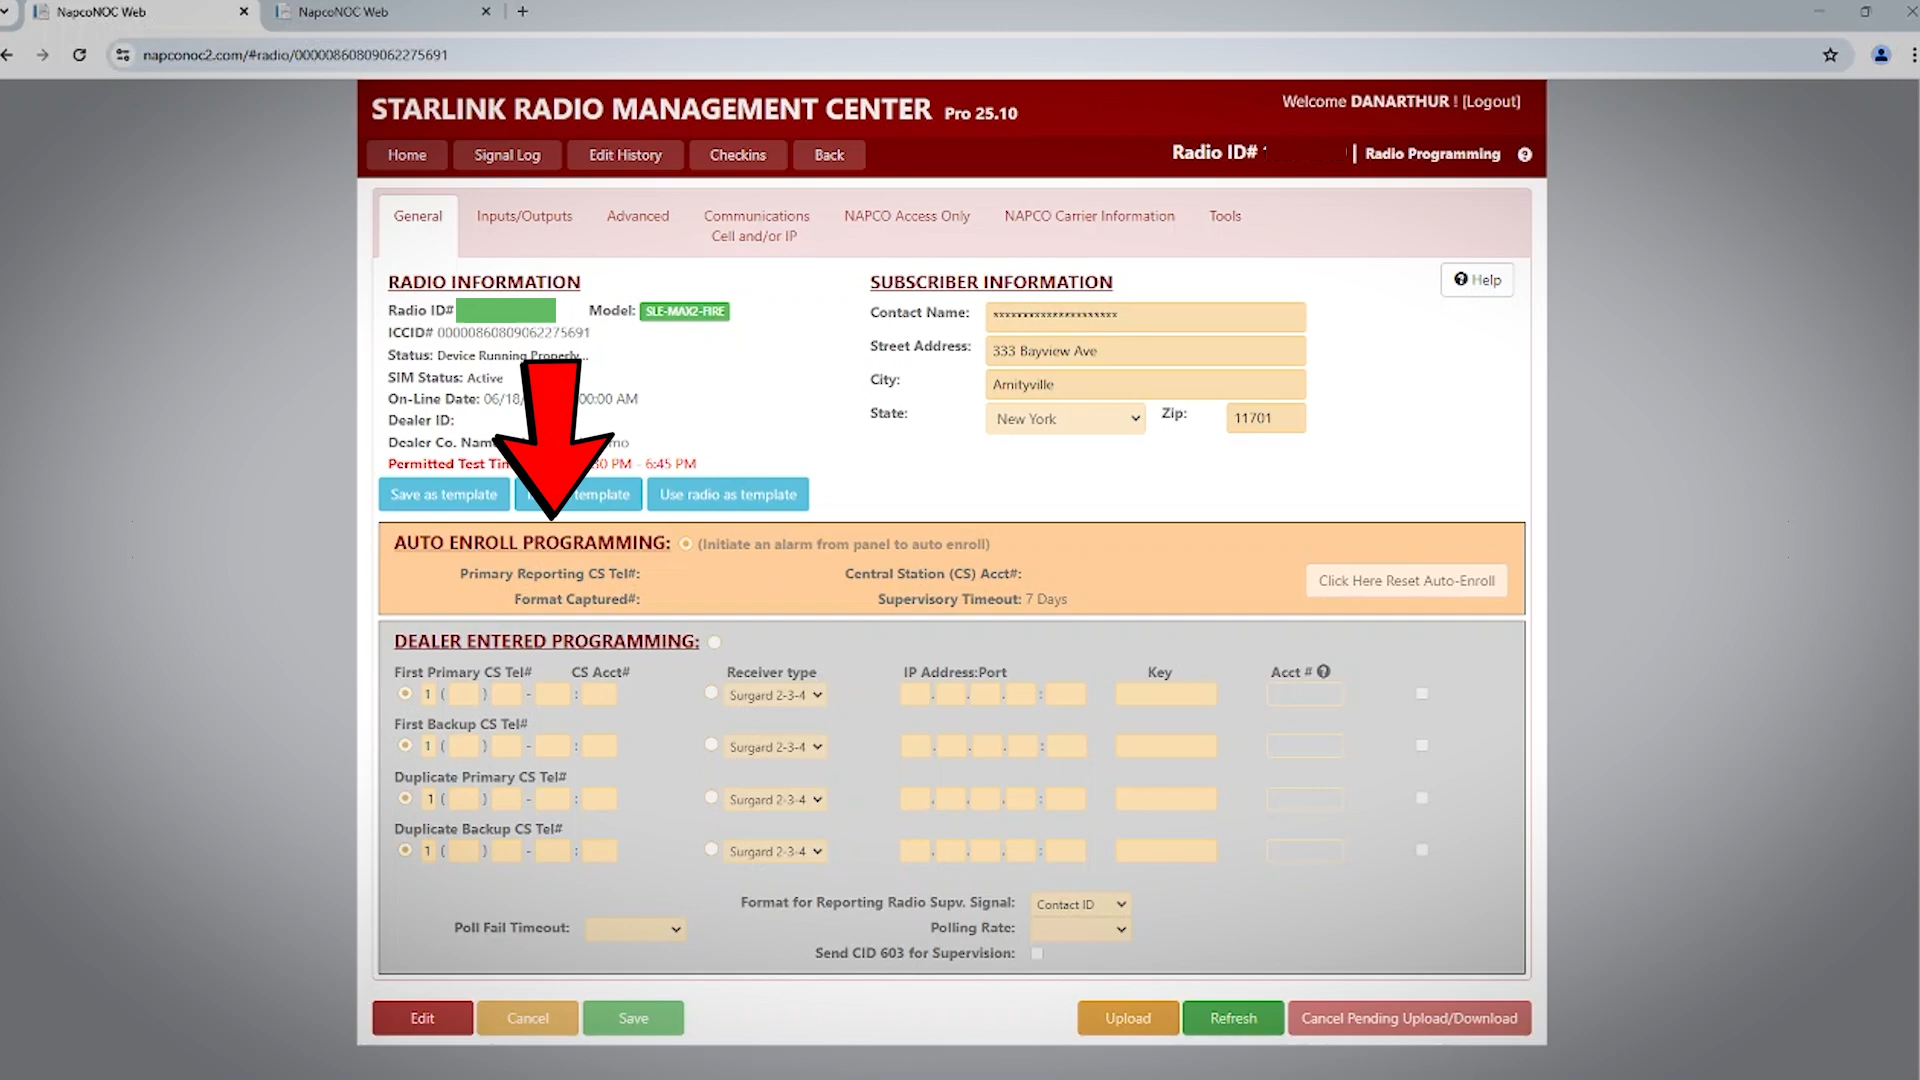 NapcoNOC Web
NapcoNOC Web
napconoc2.com/#radio/00000860809062275691
STARLINK RADIO MANAGEMENT CENTER Pro 25.10
Welcome DANARTHUR ! [Logout]
Home Signal Log Edit History Checkins Back
Radio ID# | Radio Programming
General Inputs/Outputs Advanced Communications Cell and/or IP NAPCO Access Only NAPCO Carrier Information Tools
RADIO INFORMATION
Radio ID# Model: SLE-MAX2-FIRE
ICCID# 00000860809062275691
Status: Device Running Properly...
SIM Status: Active
On-Line Date: 06/18/ 00:00 AM
Dealer ID:
Dealer Co. Nam
Permitted Test Tim PM - 6:45 PM
Save as template template Use radio as template
SUBSCRIBER INFORMATION
Help
Contact Name: *********************
Street Address: 333 Bayview Ave
City: Amityville
State: New York Zip: 11701
AUTO ENROLL PROGRAMMING: (Initiate an alarm from panel to auto enroll)
Primary Reporting CS Tel#: Central Station (CS) Acct#:
Format Captured#: Supervisory Timeout: 7 Days
Click Here Reset Auto-Enroll
DEALER ENTERED PROGRAMMING:
First Primary CS Tel# CS Acct# Receiver type IP Address:Port Key Acct #
1 ( ) - : Surgard 2-3-4 . . . :
First Backup CS Tel#
1 ( ) - : Surgard 2-3-4 . . . :
Duplicate Primary CS Tel#
1 ( ) - : Surgard 2-3-4 . . . :
Duplicate Backup CS Tel#
1 ( ) - : Surgard 2-3-4 . . . :
Format for Reporting Radio Supv. Signal: Contact ID
Poll Fail Timeout: Polling Rate:
Send CID 603 for Supervision:
Edit Cancel Save Upload Refresh Cancel Pending Upload/Download